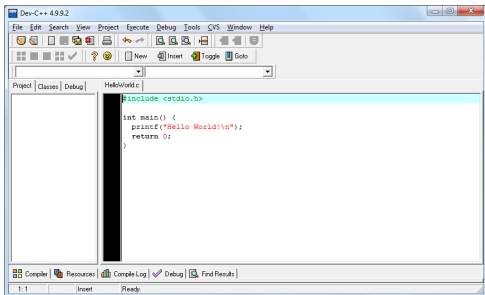 Dev-C++ 4.9.9.2
File Edit Search View Project Execute Debug Tools CVS Window Help
New Insert Toggle Goto
Project Classes Debug HelloWorld.c
#include <stdio.h>
int main() {
printf("Hello World!\n");
return 0;
}
Compiler Resources Compile Log Debug Find Results
1: 1 Insert Ready.